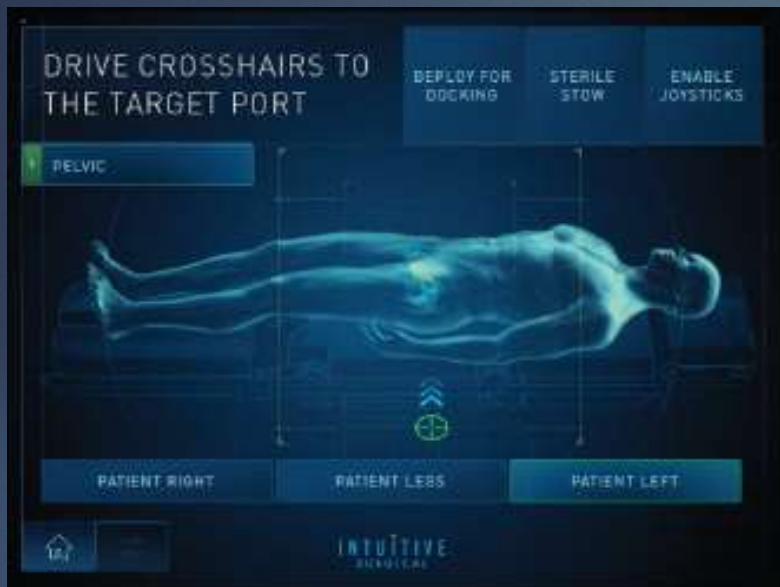 DRIVE CROSSHAIRS TO
THE TARGET PORT
DEPLOY FOR
DOCKING
STERILE
STOW
ENABLE
JOYSTICKS
PELVIC
PATIENT RIGHT
PATIENT LEGS
PATIENT LEFT
INTUITIVE
SURGICAL